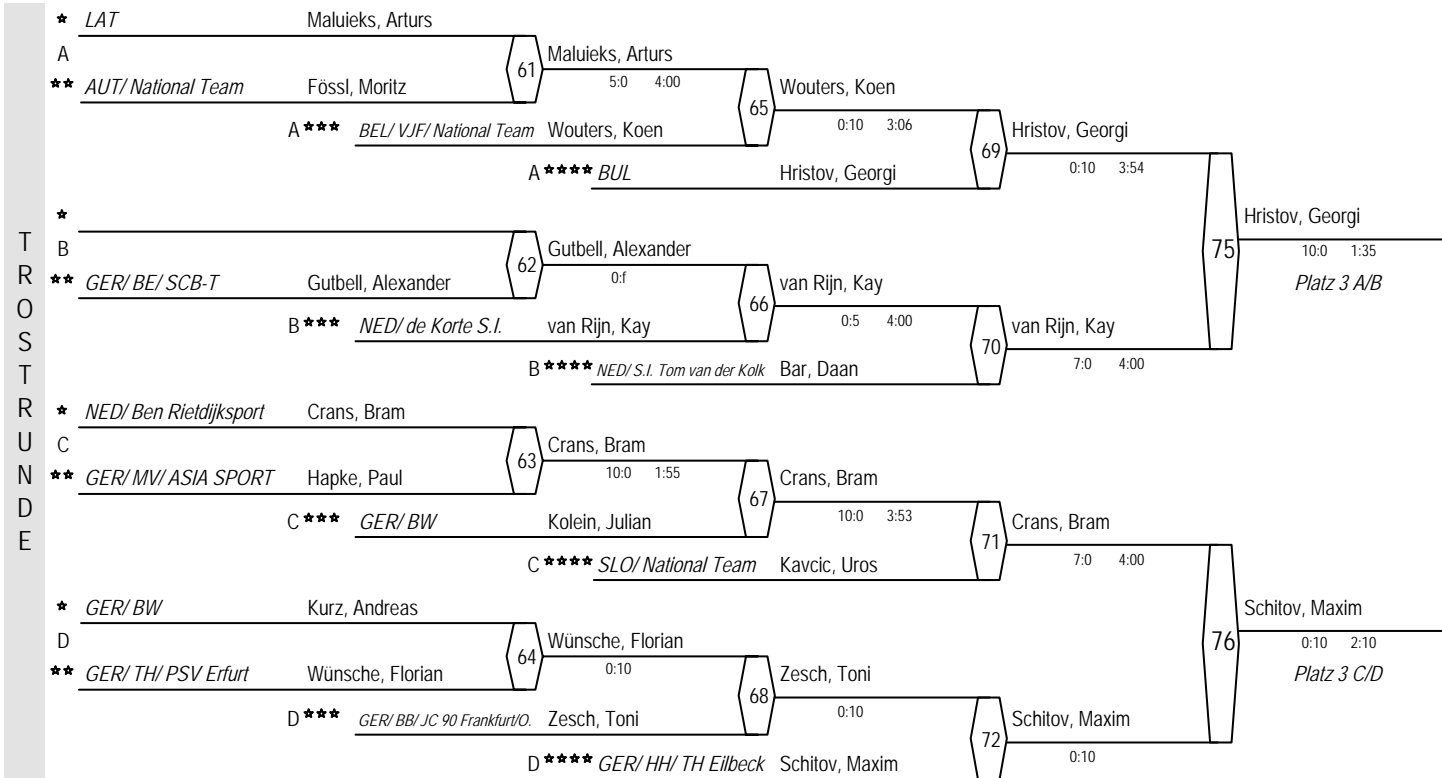 TROSTRUNDE
* LAT Maluieks, Arturs
A
Maluieks, Arturs
61
** AUT/ National Team Fössl, Moritz
5:0 4:00
Wouters, Koen
65
A *** BEL/ VJF/ National Team Wouters, Koen
0:10 3:06
Hristov, Georgi
69
A **** BUL Hristov, Georgi
0:10 3:54
*
B
Gutbell, Alexander
62
** GER/ BE/ SCB-T Gutbell, Alexander
0:f
van Rijn, Kay
66
B *** NED/ de Korte S.I. van Rijn, Kay
0:5 4:00
van Rijn, Kay
70
B **** NED/ S.I. Tom van der Kolk Bar, Daan
7:0 4:00
Hristov, Georgi
75
10:0 1:35
Platz 3 A/B
* NED/ Ben Rietdijksport Crans, Bram
C
Crans, Bram
63
** GER/ MV/ ASIA SPORT Hapke, Paul
10:0 1:55
Crans, Bram
67
C *** GER/ BW Kolein, Julian
10:0 3:53
Crans, Bram
71
C **** SLO/ National Team Kavcic, Uros
7:0 4:00
* GER/ BW Kurz, Andreas
D
Wünsche, Florian
64
** GER/ TH/ PSV Erfurt Wünsche, Florian
0:10
Zesch, Toni
68
D *** GER/ BB/ JC 90 Frankfurt/O. Zesch, Toni
0:10
Schitov, Maxim
72
D **** GER/ HH/ TH Eilbeck Schitov, Maxim
0:10
Schitov, Maxim
76
0:10 2:10
Platz 3 C/D